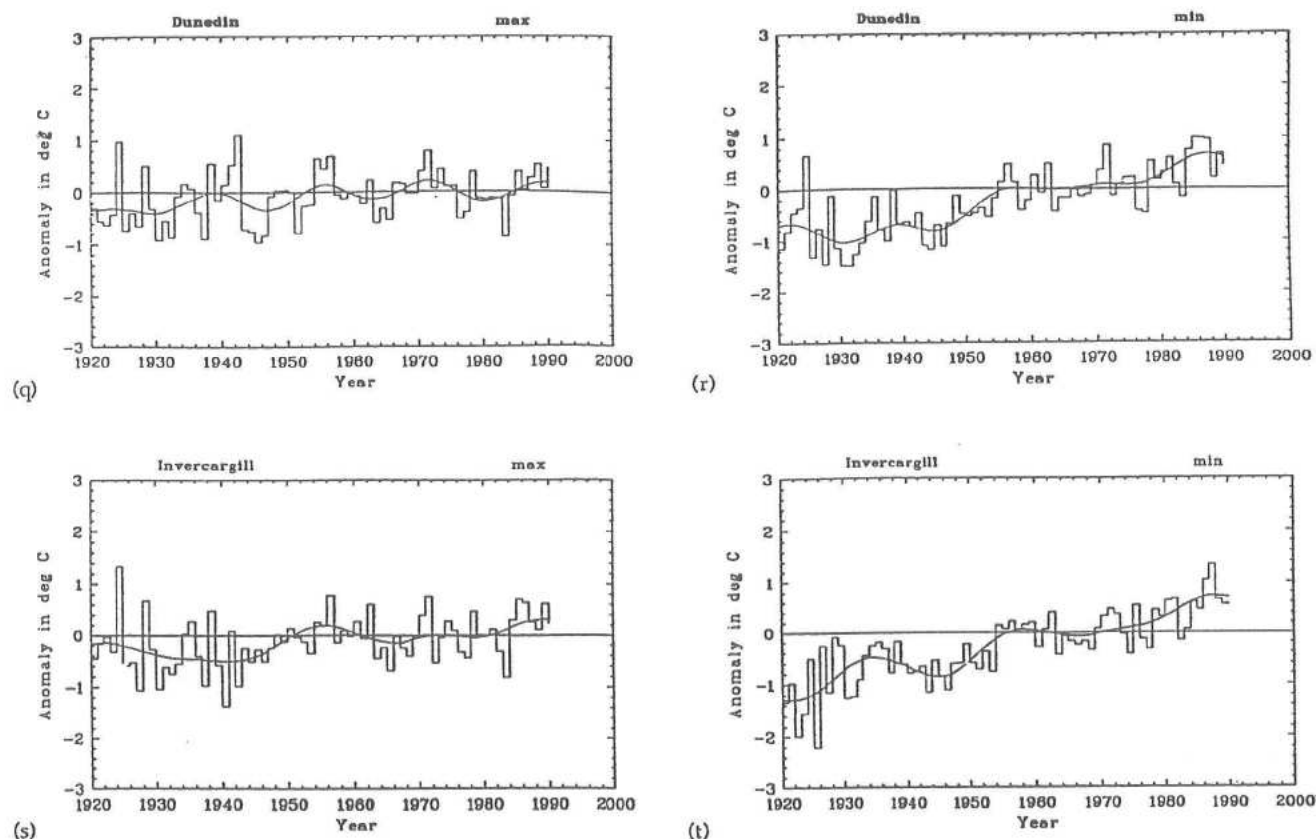 Dunedin max
3
2
1
0
-1
-2
-3
Anomaly in deg C
1920 1930 1940 1950 1960 1970 1980 1990 2000
Year
(q)
Dunedin min
3
2
1
0
-1
-2
-3
Anomaly in deg C
1920 1930 1940 1950 1960 1970 1980 1990 2000
Year
(r)
Invercargill max
3
2
1
0
-1
-2
-3
Anomaly in deg C
1920 1930 1940 1950 1960 1970 1980 1990 2000
Year
(s)
Invercargill min
3
2
1
0
-1
-2
-3
Anomaly in deg C
1920 1930 1940 1950 1960 1970 1980 1990 2000
Year
(t)